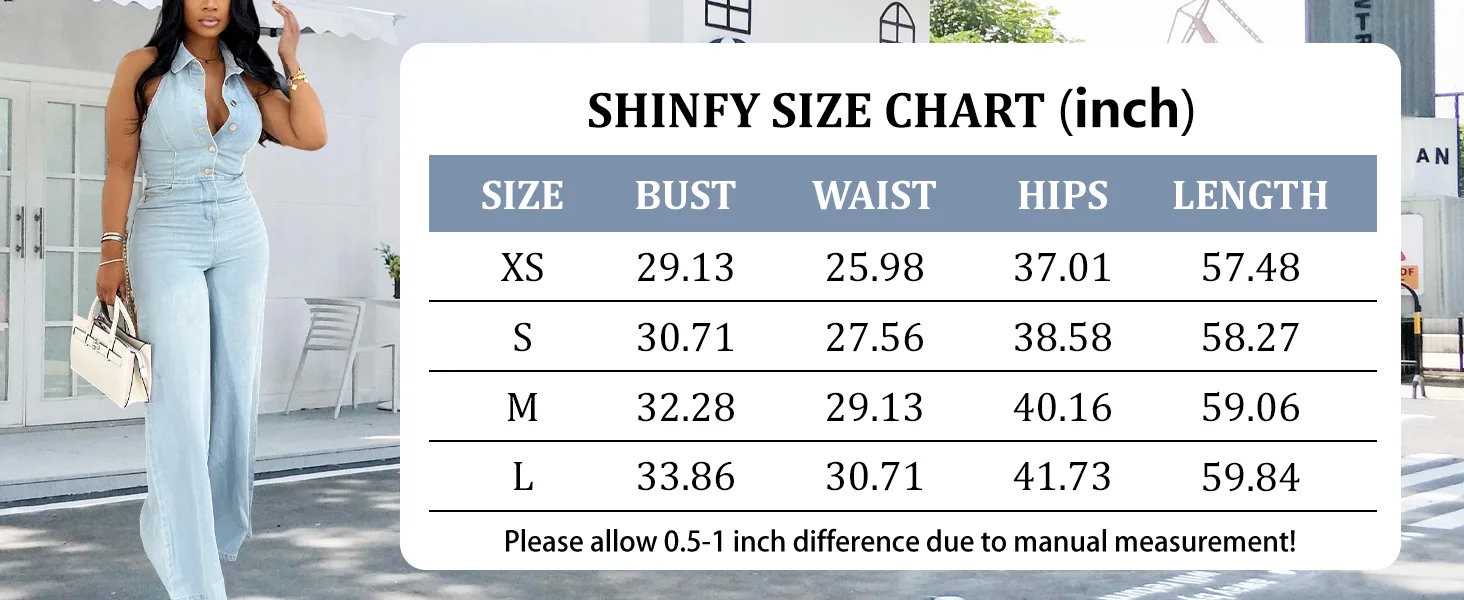 SHINFY SIZE CHART (inch)
SIZE BUST WAIST HIPS LENGTH
XS 29.13 25.98 37.01 57.48
S 30.71 27.56 38.58 58.27
M 32.28 29.13 40.16 59.06
L 33.86 30.71 41.73 59.84
Please allow 0.5-1 inch difference due to manual measurement!
AN
OF